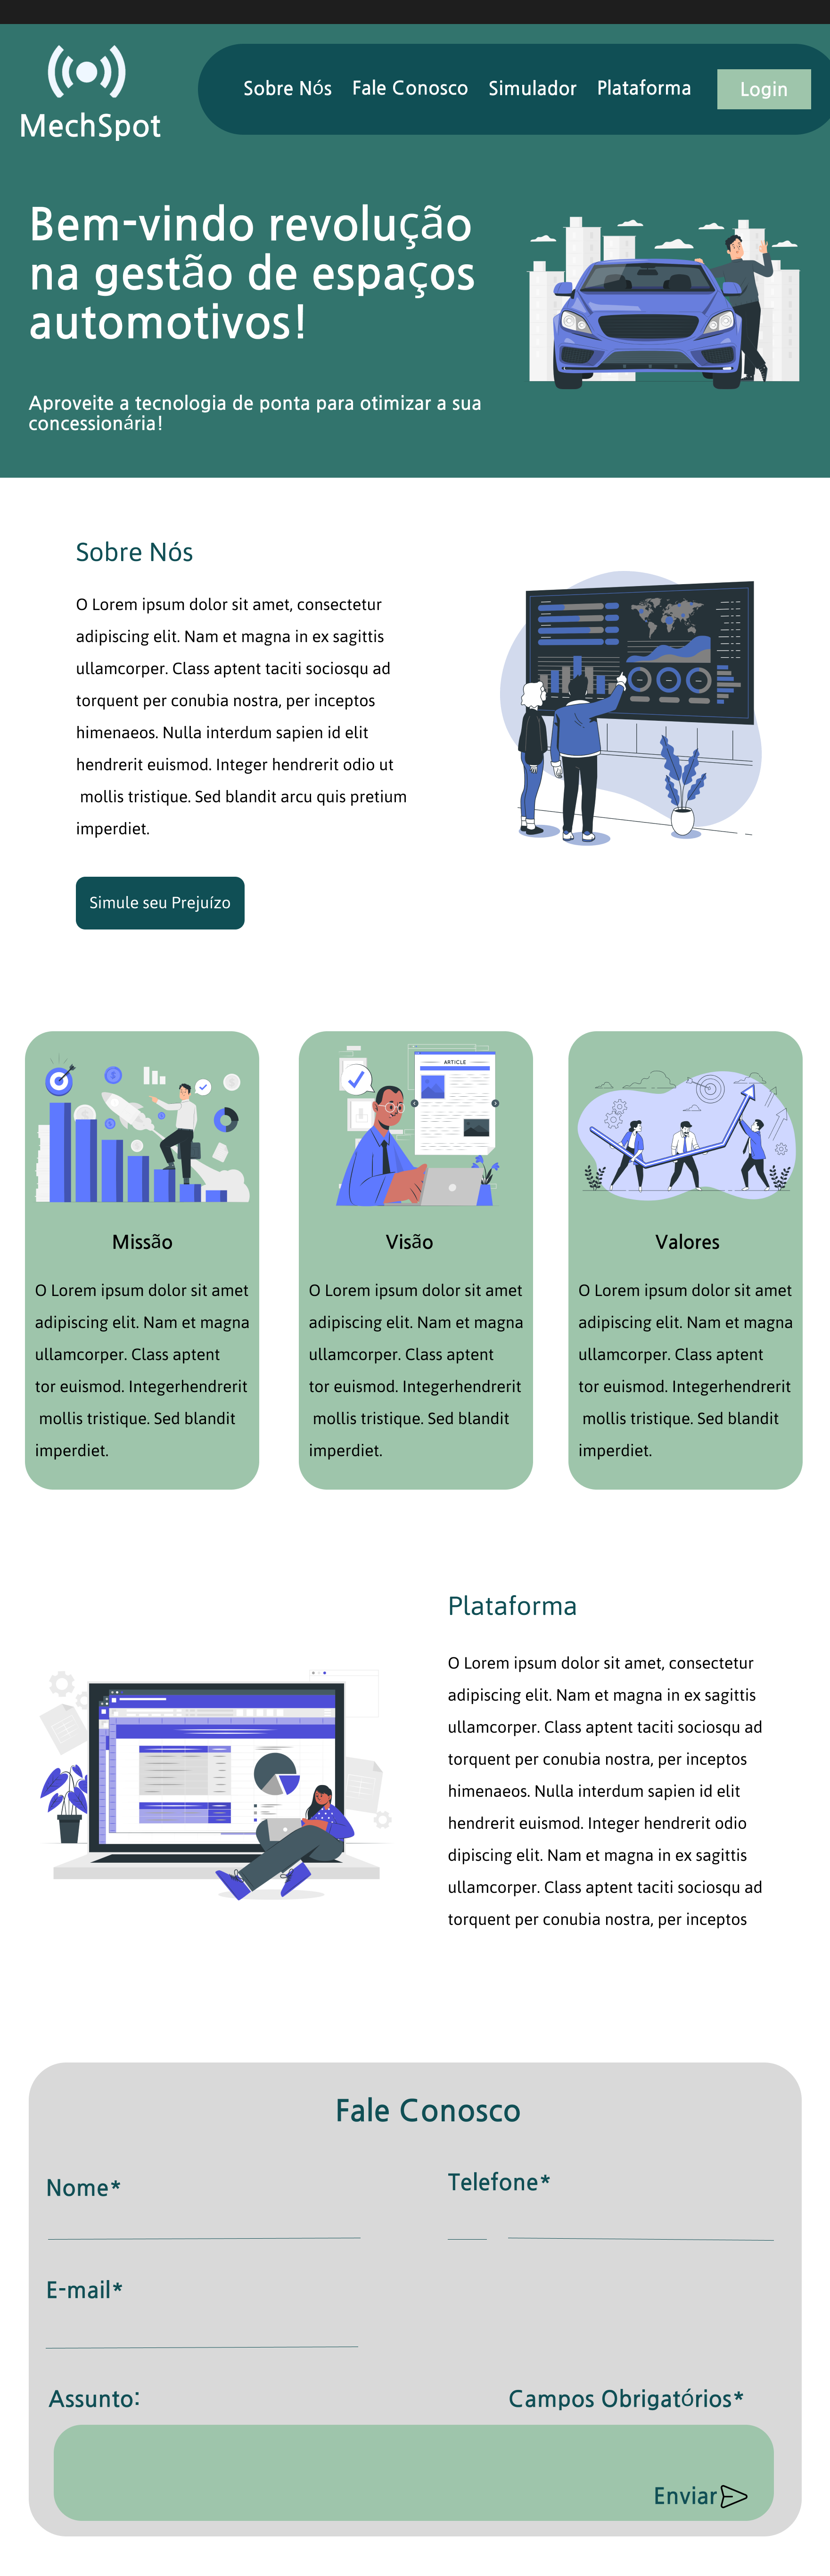 MechSpot
Sobre Nós Fale Conosco Simulador Plataforma Login
Bem-vindo revolução
na gestão de espaços
automotivos!
Aproveite a tecnologia de ponta para otimizar a sua
concessionária!
Sobre Nós
O Lorem ipsum dolor sit amet, consectetur
adipiscing elit. Nam et magna in ex sagittis
ullamcorper. Class aptent taciti sociosqu ad
torquent per conubia nostra, per inceptos
himenaeos. Nulla interdum sapien id elit
hendrerit euismod. Integer hendrerit odio ut
mollis tristique. Sed blandit arcu quis pretium
imperdiet.
Simule seu Prejuízo
Missão
O Lorem ipsum dolor sit amet
adipiscing elit. Nam et magna
ullamcorper. Class aptent
tor euismod. Integerhendrerit
mollis tristique. Sed blandit
imperdiet.
ARTICLE
Visão
O Lorem ipsum dolor sit amet
adipiscing elit. Nam et magna
ullamcorper. Class aptent
tor euismod. Integerhendrerit
mollis tristique. Sed blandit
imperdiet.
Valores
O Lorem ipsum dolor sit amet
adipiscing elit. Nam et magna
ullamcorper. Class aptent
tor euismod. Integerhendrerit
mollis tristique. Sed blandit
imperdiet.
Plataforma
O Lorem ipsum dolor sit amet, consectetur
adipiscing elit. Nam et magna in ex sagittis
ullamcorper. Class aptent taciti sociosqu ad
torquent per conubia nostra, per inceptos
himenaeos. Nulla interdum sapien id elit
hendrerit euismod. Integer hendrerit odio
dipiscing elit. Nam et magna in ex sagittis
ullamcorper. Class aptent taciti sociosqu ad
torquent per conubia nostra, per inceptos
Fale Conosco
Nome*
Telefone*
E-mail*
Assunto:
Campos Obrigatórios*
Enviar